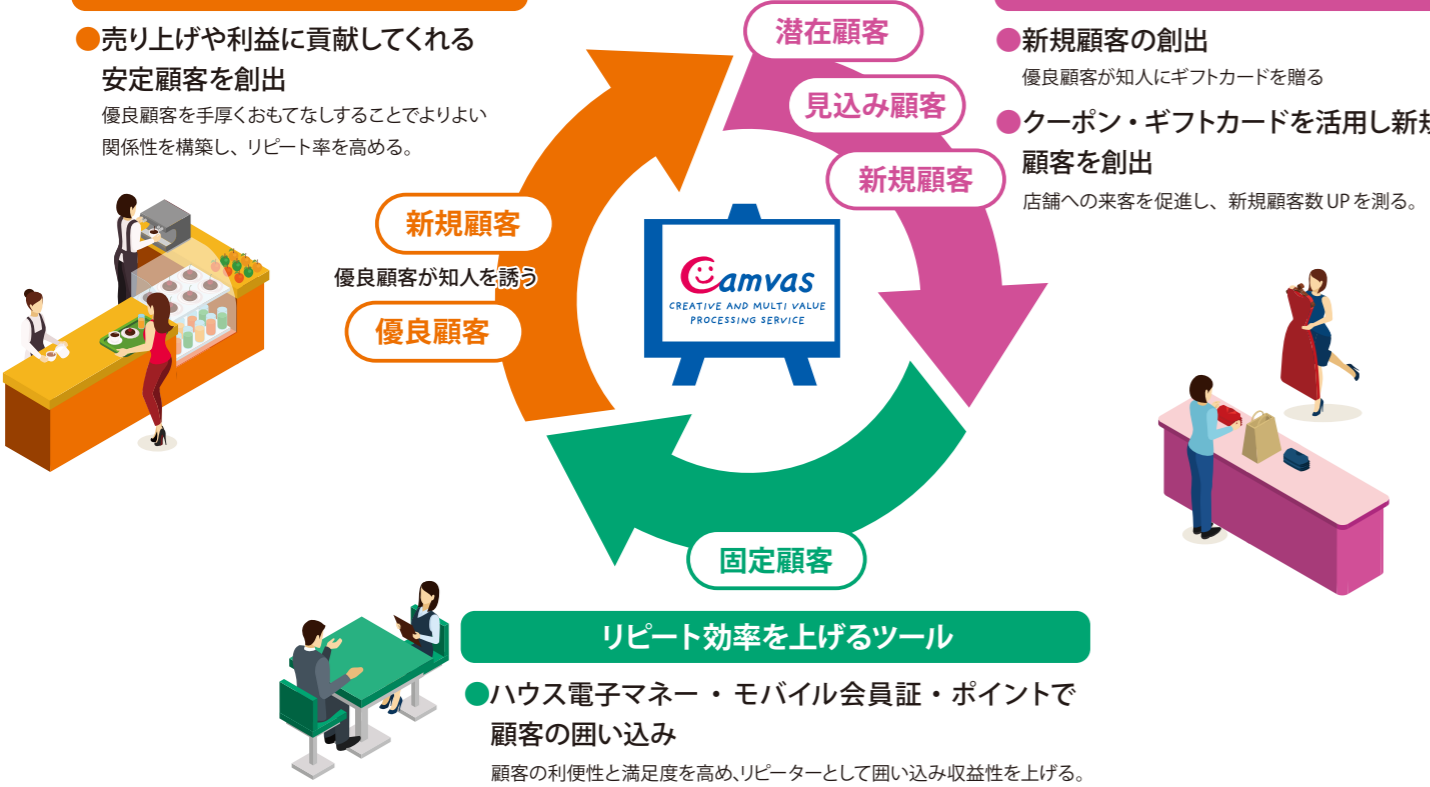 ●売り上げや利益に貢献してくれる
安定顧客を創出
優良顧客を手厚くおもてなしすることでよりよい
関係性を構築し、リピート率を高める。
潜在顧客
見込み顧客
新規顧客
●新規顧客の創出
優良顧客が知人にギフトカードを贈る
●クーポン・ギフトカードを活用し新規
顧客を創出
店舗への来客を促進し、新規顧客数UPを測る。
新規顧客
優良顧客が知人を誘う
優良顧客
Camvas
CREATIVE AND MULTI VALUE
PROCESSING SERVICE
固定顧客
リピート効率を上げるツール
●ハウス電子マネー・モバイル会員証・ポイントで
顧客の囲い込み
顧客の利便性と満足度を高め、リピーターとして囲い込み収益性を上げる。